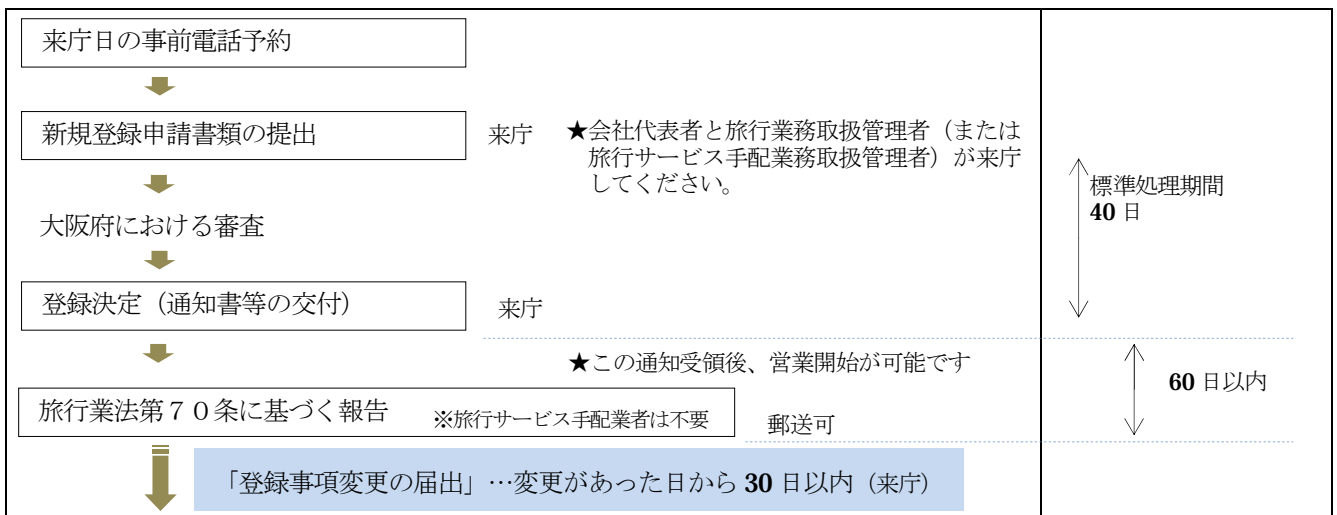 来庁日の事前電話予約
新規登録申請書類の提出
来庁
★会社代表者と旅行業務取扱管理者（または
旅行サービス手配業務取扱管理者）が来庁
してください。
標準処理期間
40 日
大阪府における審査
登録決定（通知書等の交付）
来庁
★この通知受領後、営業開始が可能です
60 日以内
旅行業法第７０条に基づく報告 ※旅行サービス手配業者は不要
郵送可
「登録事項変更の届出」…変更があった日から 30 日以内（来庁）